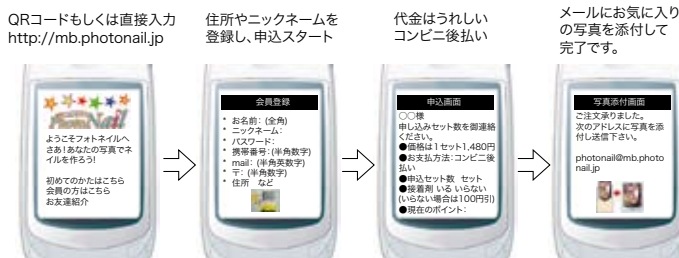 QRコードもしくは直接入力
http://mb.photonail.jp
住所やニックネームを
登録し、申込スタート
代金はうれしい
コンビニ後払い
メールにお気に入り
の写真を添付して
完了です。
PhotoNail
ようこそフォトネイルへ
さあ!あなたの写真でネ
イルを作ろう!
初めてのかたはこちら
会員の方はこちら
お友達紹介
会員登録
* お名前: (全角)
* ニックネーム:
* パスワード:
* 携帯番号: (半角数字)
* mail: (半角英数字)
* 〒: (半角数字)
* 住所 など
申込画面
○○様
申し込みセット数を御連絡
ください。
●価格は1セット1,480円
●お支払方法:コンビニ後
払い
●申込セット数 セット
●接着剤 いる いらない
(いらない場合は100円引)
●現在のポイント:
写真添付画面
ご注文承りました。
次のアドレスに写真を添
付し送信下さい。
photonail@mb.photo
nail.jp